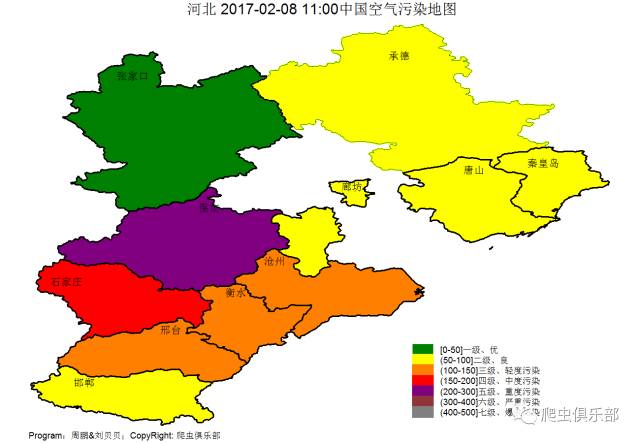 河北 2017-02-08 11:00中国空气污染地图
张家口
承德
秦皇岛
唐山
廊坊
保定
沧州
石家庄
衡水
邢台
邯郸
[0-50]一级、优
(50-100]二级、良
(100-150]三级、轻度污染
(150-200]四级、中度污染
(200-300]五级、重度污染
(300-400]六级、严重污染
(400-500]七级、爆
染
爬虫俱乐部
Program：周鹏&刘贝贝；CopyRight: 爬虫俱乐部